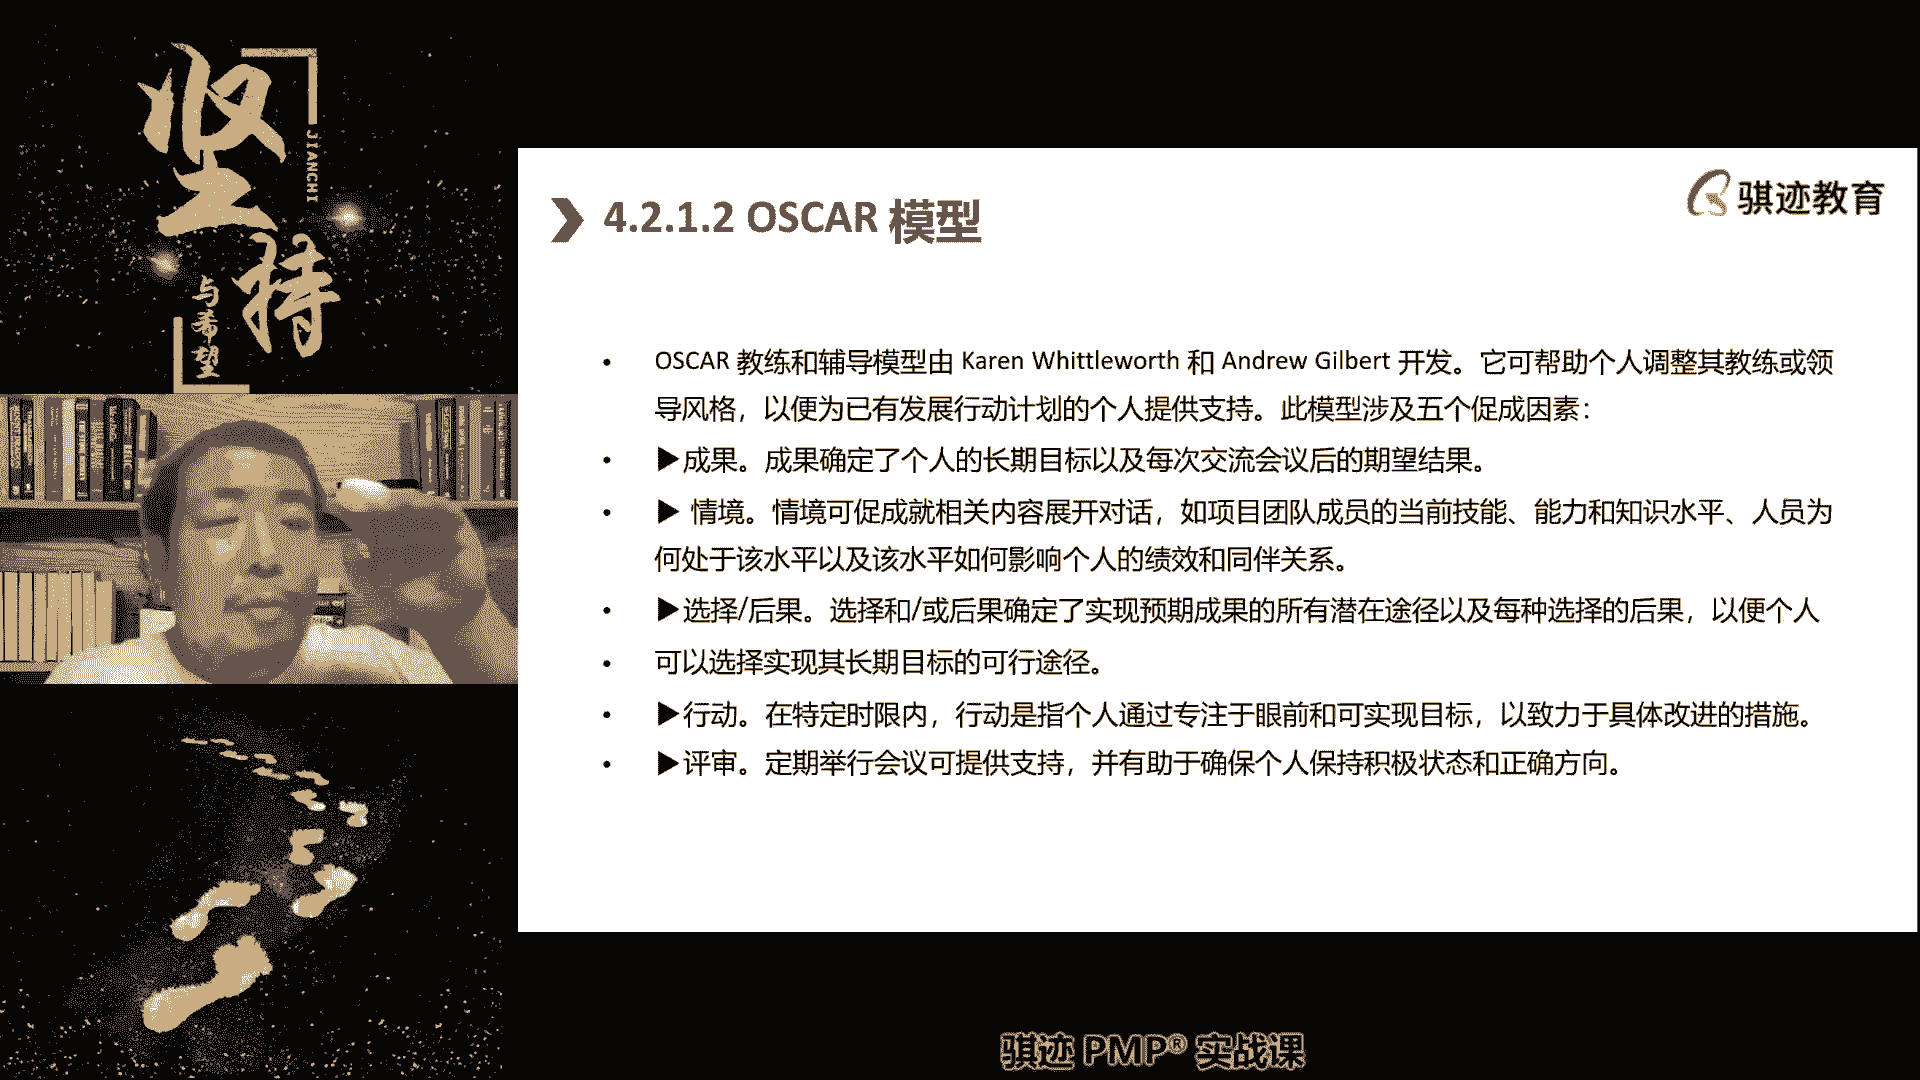 坚持
JIANCHI
与希望
骐迹教育
4.2.1.2 OSCAR 模型
• OSCAR 教练和辅导模型由 Karen Whittleworth 和 Andrew Gilbert 开发。它可帮助个人调整其教练或领
导风格，以便为已有发展行动计划的个人提供支持。此模型涉及五个促成因素：
• ▶成果。成果确定了个人的长期目标以及每次交流会议后的期望结果。
• ▶ 情境。情境可促成就相关内容展开对话，如项目团队成员的当前技能、能力和知识水平、人员为
何处于该水平以及该水平如何影响个人的绩效和同伴关系。
• ▶选择/后果。选择和/或后果确定了实现预期成果的所有潜在途径以及每种选择的后果，以便个人
• 可以选择实现其长期目标的可行途径。
• ▶行动。在特定时限内，行动是指个人通过专注于眼前和可实现目标，以致力于具体改进的措施。
• ▶评审。定期举行会议可提供支持，并有助于确保个人保持积极状态和正确方向。
骐迹 PMP® 实战课